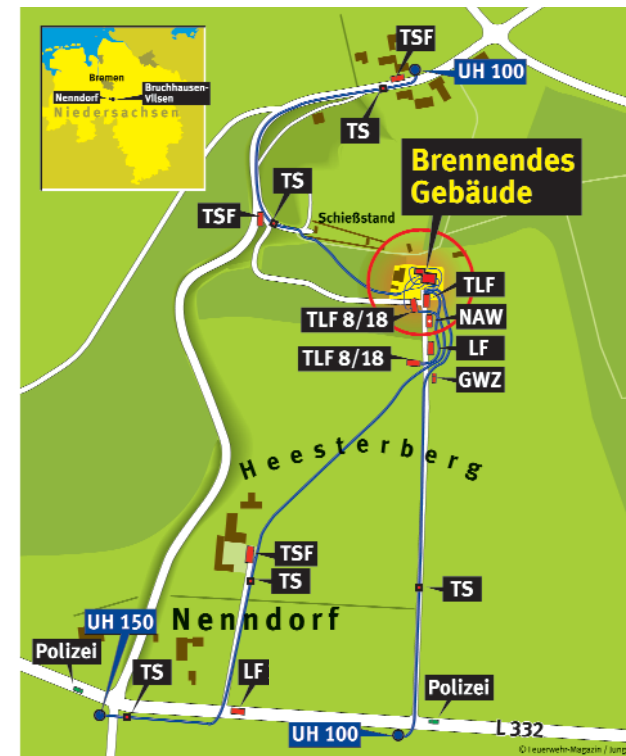 Bremen
Nenndorf
Bruchhausen-
Vilsen
Niedersachsen
TSF
UH 100
TS
Brennendes
Gebäude
TS
TSF
Schießstand
TLF
TLF 8/18
NAW
LF
TLF 8/18
GWZ
Heesterberg
TSF
TS
TS
Nenndorf
UH 150
Polizei
TS
LF
Polizei
UH 100
L 332
© Feuerwehr-Magazin / Jung